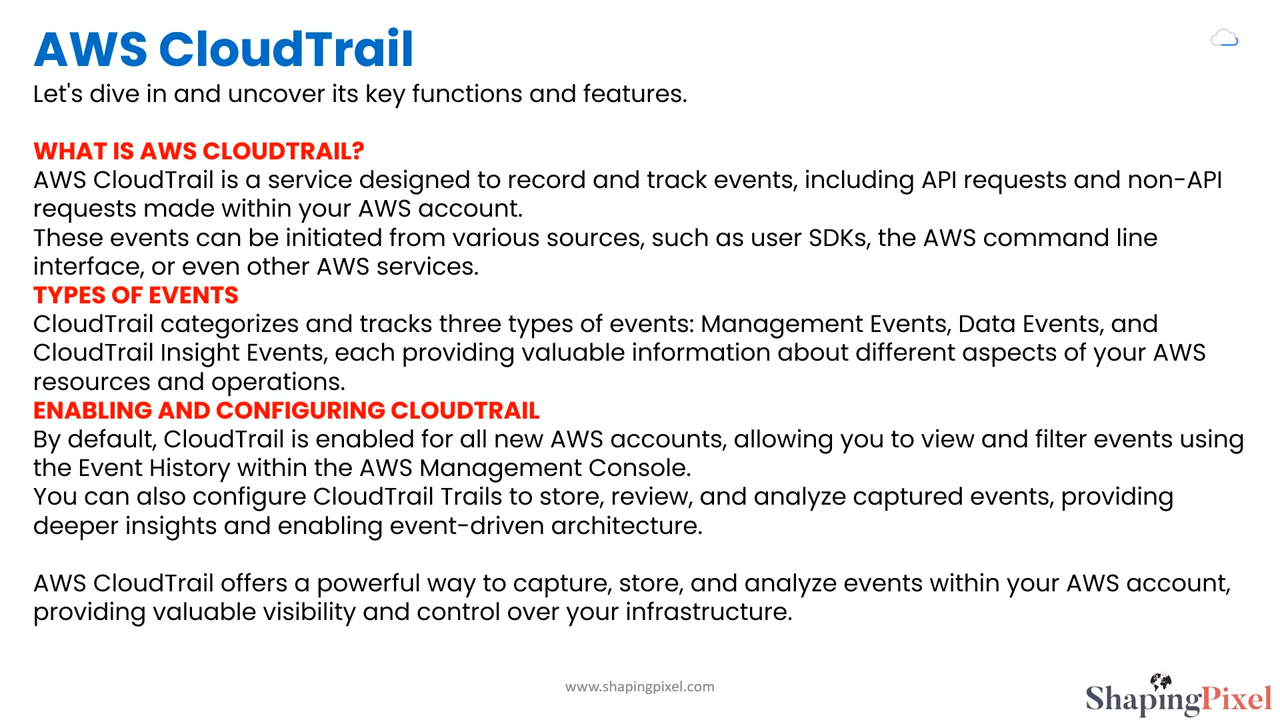 AWS CloudTrail
Let's dive in and uncover its key functions and features.
WHAT IS AWS CLOUDTRAIL?
AWS CloudTrail is a service designed to record and track events, including API requests and non-API
requests made within your AWS account.
These events can be initiated from various sources, such as user SDKs, the AWS command line
interface, or even other AWS services.
TYPES OF EVENTS
CloudTrail categorizes and tracks three types of events: Management Events, Data Events, and
CloudTrail Insight Events, each providing valuable information about different aspects of your AWS
resources and operations.
ENABLING AND CONFIGURING CLOUDTRAIL
By default, CloudTrail is enabled for all new AWS accounts, allowing you to view and filter events using
the Event History within the AWS Management Console.
You can also configure CloudTrail Trails to store, review, and analyze captured events, providing
deeper insights and enabling event-driven architecture.
AWS CloudTrail offers a powerful way to capture, store, and analyze events within your AWS account,
providing valuable visibility and control over your infrastructure.
www.shapingpixel.com
ShapingPixel